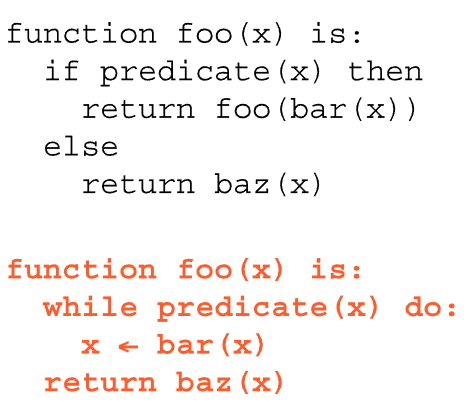 function foo(x) is:
  if predicate(x) then
    return foo(bar(x))
  else
    return baz(x)

function foo(x) is:
  while predicate(x) do:
    x ← bar(x)
  return baz(x)